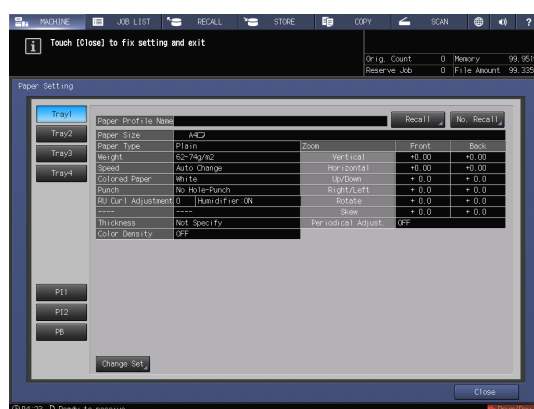 MACHINE JOB LIST RECALL STORE COPY SCAN ?
Touch [Close] to fix setting and exit
Orig. Count 0 Memory 99.951
Reserve Job 0 File Amount 99.335
Paper Setting
Tray1
Tray2
Tray3
Tray4
PI1
PI2
PB
Paper Profile Name Recall No. Recall
Paper Size A4
Paper Type Plain Zoom Front Back
Weight 62-74g/m2 Vertical +0.00 +0.00
Speed Auto Change Horizontal +0.00 +0.00
Colored Paper White Up/Down + 0.0 + 0.0
Punch No Hole-Punch Right/Left + 0.0 + 0.0
RU Curl Adjustment 0 Humidifier:ON Rotate + 0.0 + 0.0
---- ---- Skew + 0.0 + 0.0
Thickness Not Specify Periodical Adjust. OFF
Color Density OFF
Change Set
Close